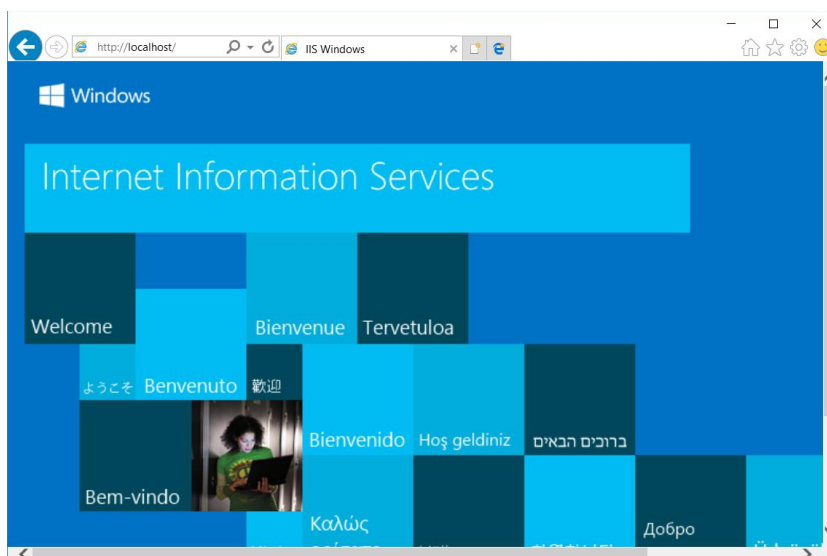 http://localhost/
IIS Windows
Windows
Internet Information Services
Welcome
Bienvenue
Tervetuloa
ようこそ
Benvenuto
歡迎
Bienvenido
Hoş geldiniz
ברוכים הבאים
Bem-vindo
Καλώς
Добро